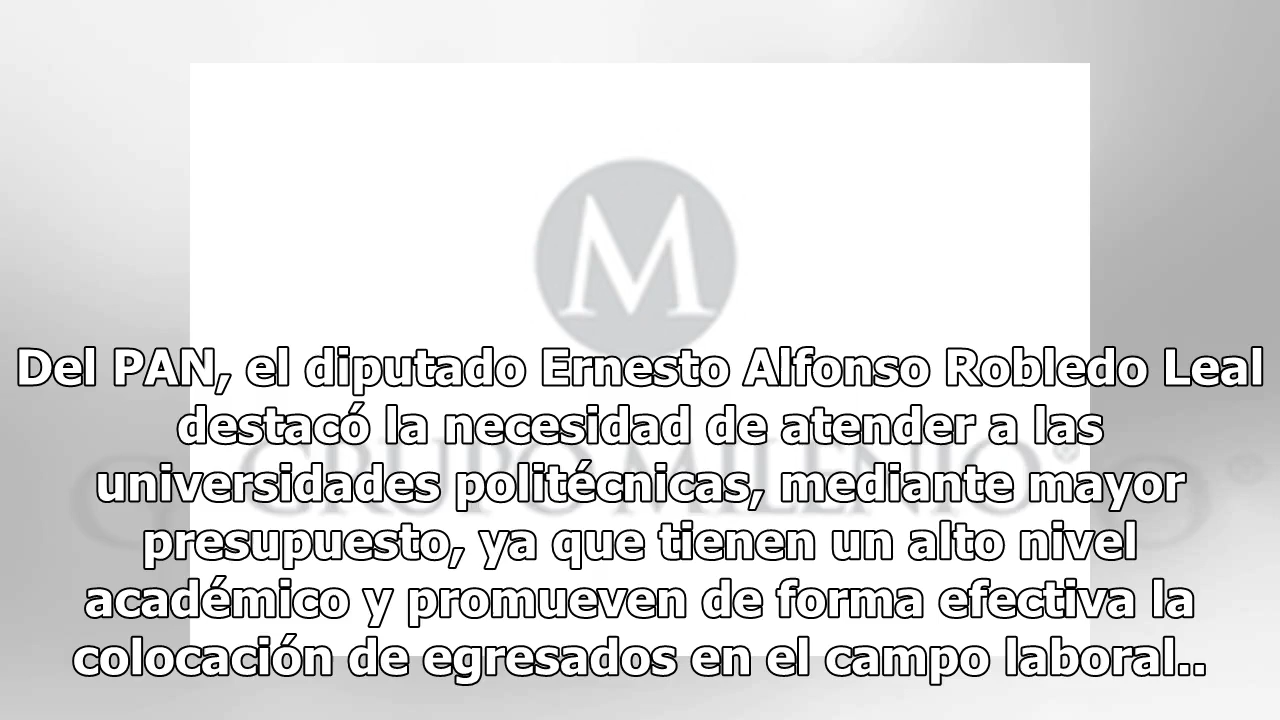 M
Del PAN, el diputado Ernesto Alfonso Robledo Leal
destacó la necesidad de atender a las
GRUPO MILENIO®
universidades politécnicas, mediante mayor
presupuesto, ya que tienen un alto nivel
académico y promueven de forma efectiva la
colocación de egresados en el campo laboral..